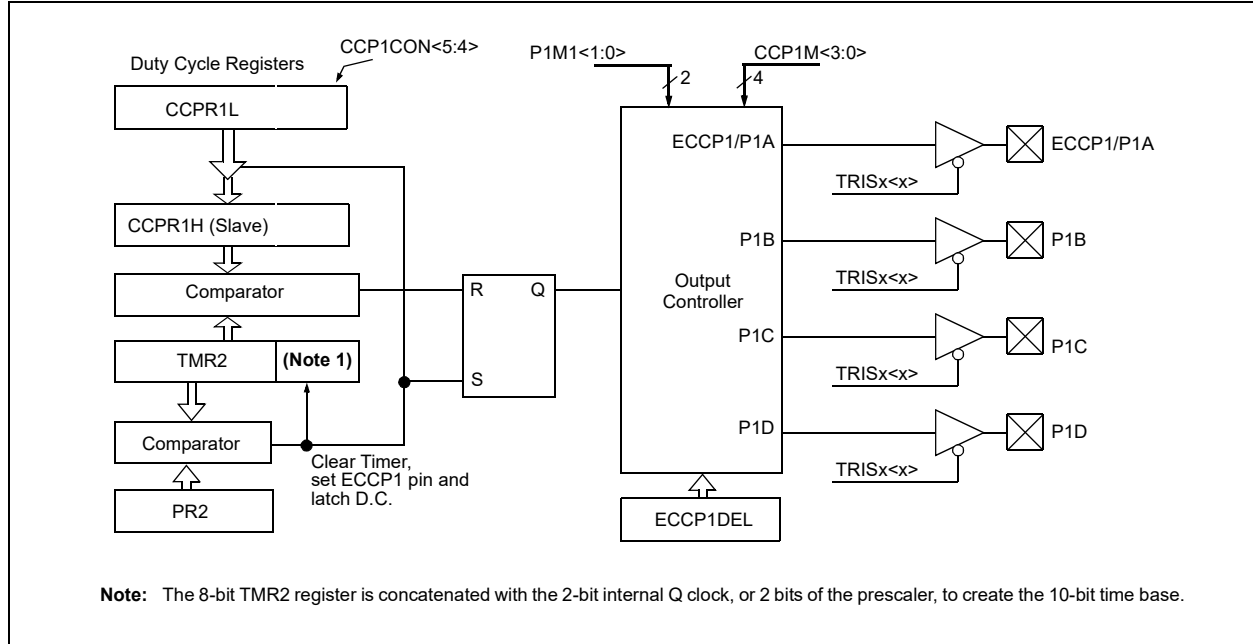 CCP1CON<5:4>
Duty Cycle Registers
CCPR1L
CCPR1H (Slave)
Comparator
TMR2
(Note 1)
Comparator
PR2
Clear Timer,
set ECCP1 pin and
latch D.C.
R
Q
S
P1M1<1:0>
2
CCP1M<3:0>
4
ECCP1/P1A
P1B
Output
Controller
P1C
P1D
ECCP1DEL
TRISx<x>
ECCP1/P1A
TRISx<x>
P1B
TRISx<x>
P1C
TRISx<x>
P1D
Note: The 8-bit TMR2 register is concatenated with the 2-bit internal Q clock, or 2 bits of the prescaler, to create the 10-bit time base.